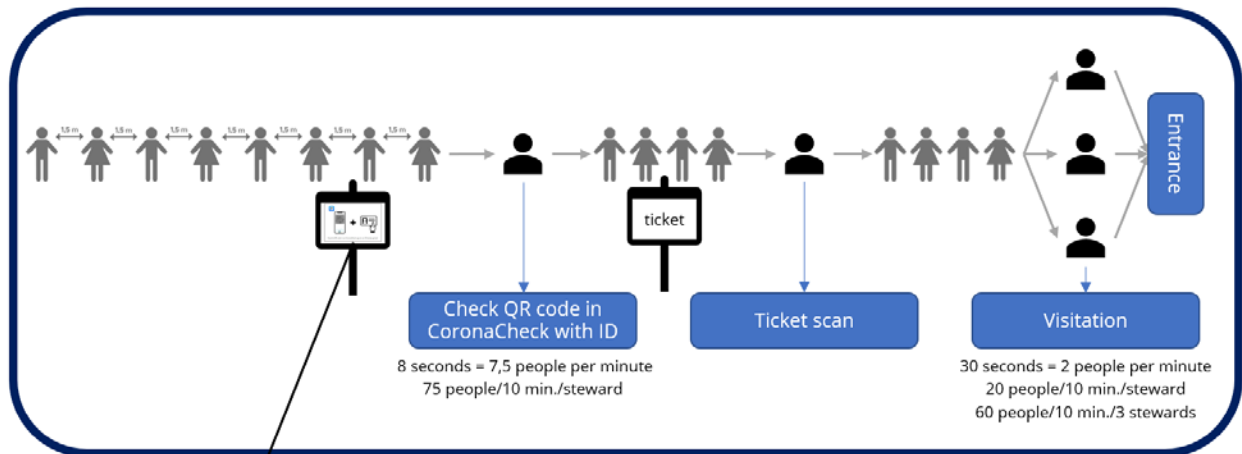 1,5 m
1,5 m
1,5 m
1,5 m
1,5 m
1,5 m
1,5 m
ticket
Entrance
Check QR code in
CoronaCheck with ID
8 seconds = 7,5 people per minute
75 people/10 min./steward
Ticket scan
Visitation
30 seconds = 2 people per minute
20 people/10 min./steward
60 people/10 min./3 stewards